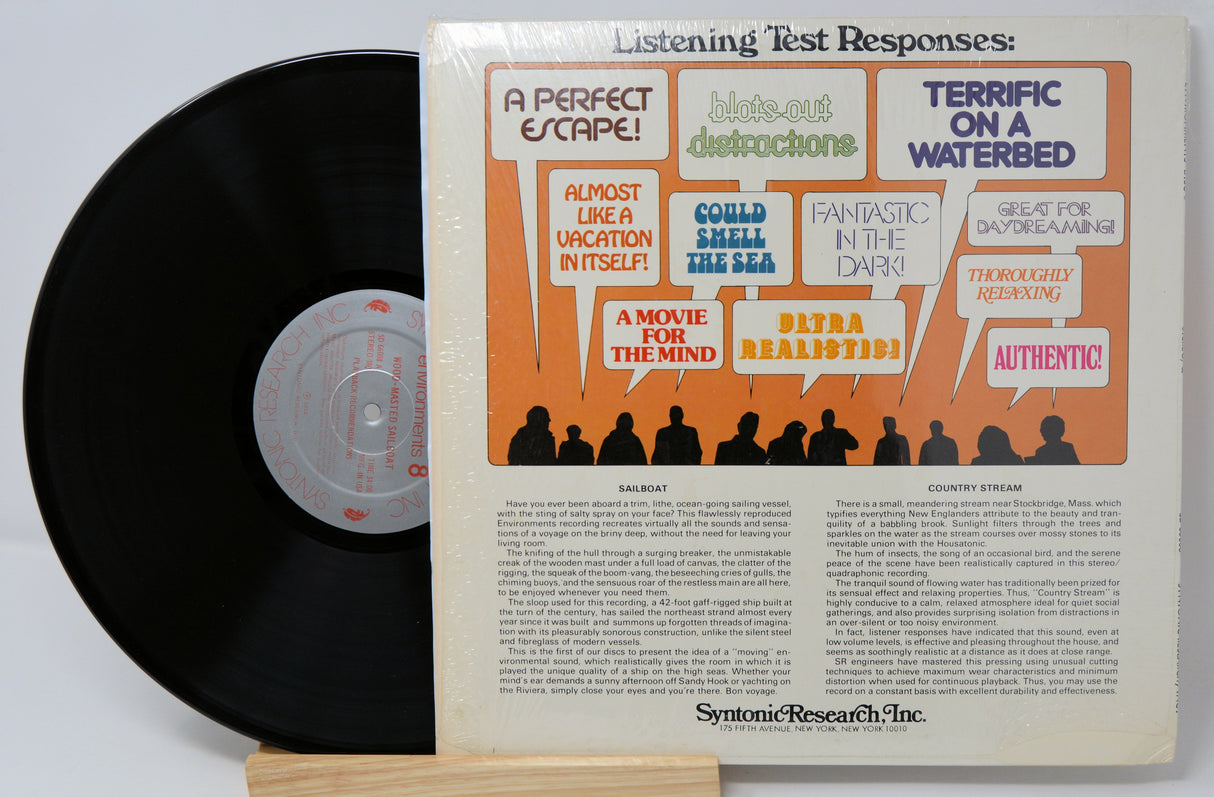 Listening Test Responses:
A PERFECT
ESCAPE!
blots out
distractions
TERRIFIC
ON A
WATERBED
ALMOST
LIKE A
VACATION
IN ITSELF!
COULD
SMELL
THE SEA
FANTASTIC
IN THE
DARK!
GREAT FOR
DAYDREAMING!
THOROUGHLY
RELAXING
A MOVIE
FOR
THE MIND
ULTRA
REALISTIC!
AUTHENTIC!
SAILBOAT
Have you ever been aboard a trim, lithe, ocean-going sailing vessel,
with the sting of salty spray on your face? This flawlessly reproduced
Environments recording recreates virtually all the sounds and sensa-
tions of a voyage on the briny deep, without the need for leaving your
living room.
The knifing of the hull through a surging breaker, the unmistakable
creak of the wooden mast under a full load of canvas, the clatter of the
rigging, the squeak of the boom-vang, the beseeching cries of gulls, the
chiming buoys, and the sensuous roar of the restless main are all here,
to be enjoyed whenever you need them.
The sloop used for this recording, a 42-foot gaff-rigged ship built at
the turn of the century, has sailed the northeast strand almost every
year since it was built and summons up forgotten threads of imagina-
tion with its pleasurably sonorous construction, unlike the silent steel
and fibreglass of modern vessels.
This is the first of our discs to present the idea of a "moving" en-
vironmental sound, which realistically gives the room in which it is
played the unique quality of a ship on the high seas. Whether your
mind's ear demands a sunny afternoon off Sandy Hook or yachting on
the Riviera, simply close your eyes and you're there. Bon voyage.
COUNTRY STREAM
There is a small, meandering stream near Stockbridge, Mass. which
typifies everything New Englanders attribute to the beauty and tran-
quility of a babbling brook. Sunlight filters through the trees and
sparkles on the water as the stream courses over mossy stones to its
inevitable union with the Housatonic.
The hum of insects, the song of an occasional bird, and the serene
peace of the scene have been realistically captured in this stereo/
quadraphonic recording.
The tranquil sound of flowing water has traditionally been prized for
its sensual effect and relaxing properties. Thus, "Country Stream" is
highly conducive to a calm, relaxed atmosphere ideal for quiet social
gatherings, and also provides surprising isolation from distractions in
an over-silent or too noisy environment.
In fact, listener responses have indicated that this sound, even at
low volume levels, is effective and pleasing throughout the house, and
seems as soothingly realistic at a distance as it does at close range.
SR engineers have mastered this pressing using unusual cutting
techniques to achieve maximum wear characteristics and minimum
distortion when used for continuous playback. Thus, you may use the
record on a constant basis with excellent durability and effectiveness.
Syntonic Research, Inc.
175 FIFTH AVENUE, NEW YORK, NEW YORK 10010
SYNTONIC RESEARCH INC
environments 8
WOOD-MASTED SAILBOAT
PLAYBACK RECOMMENDATIONS